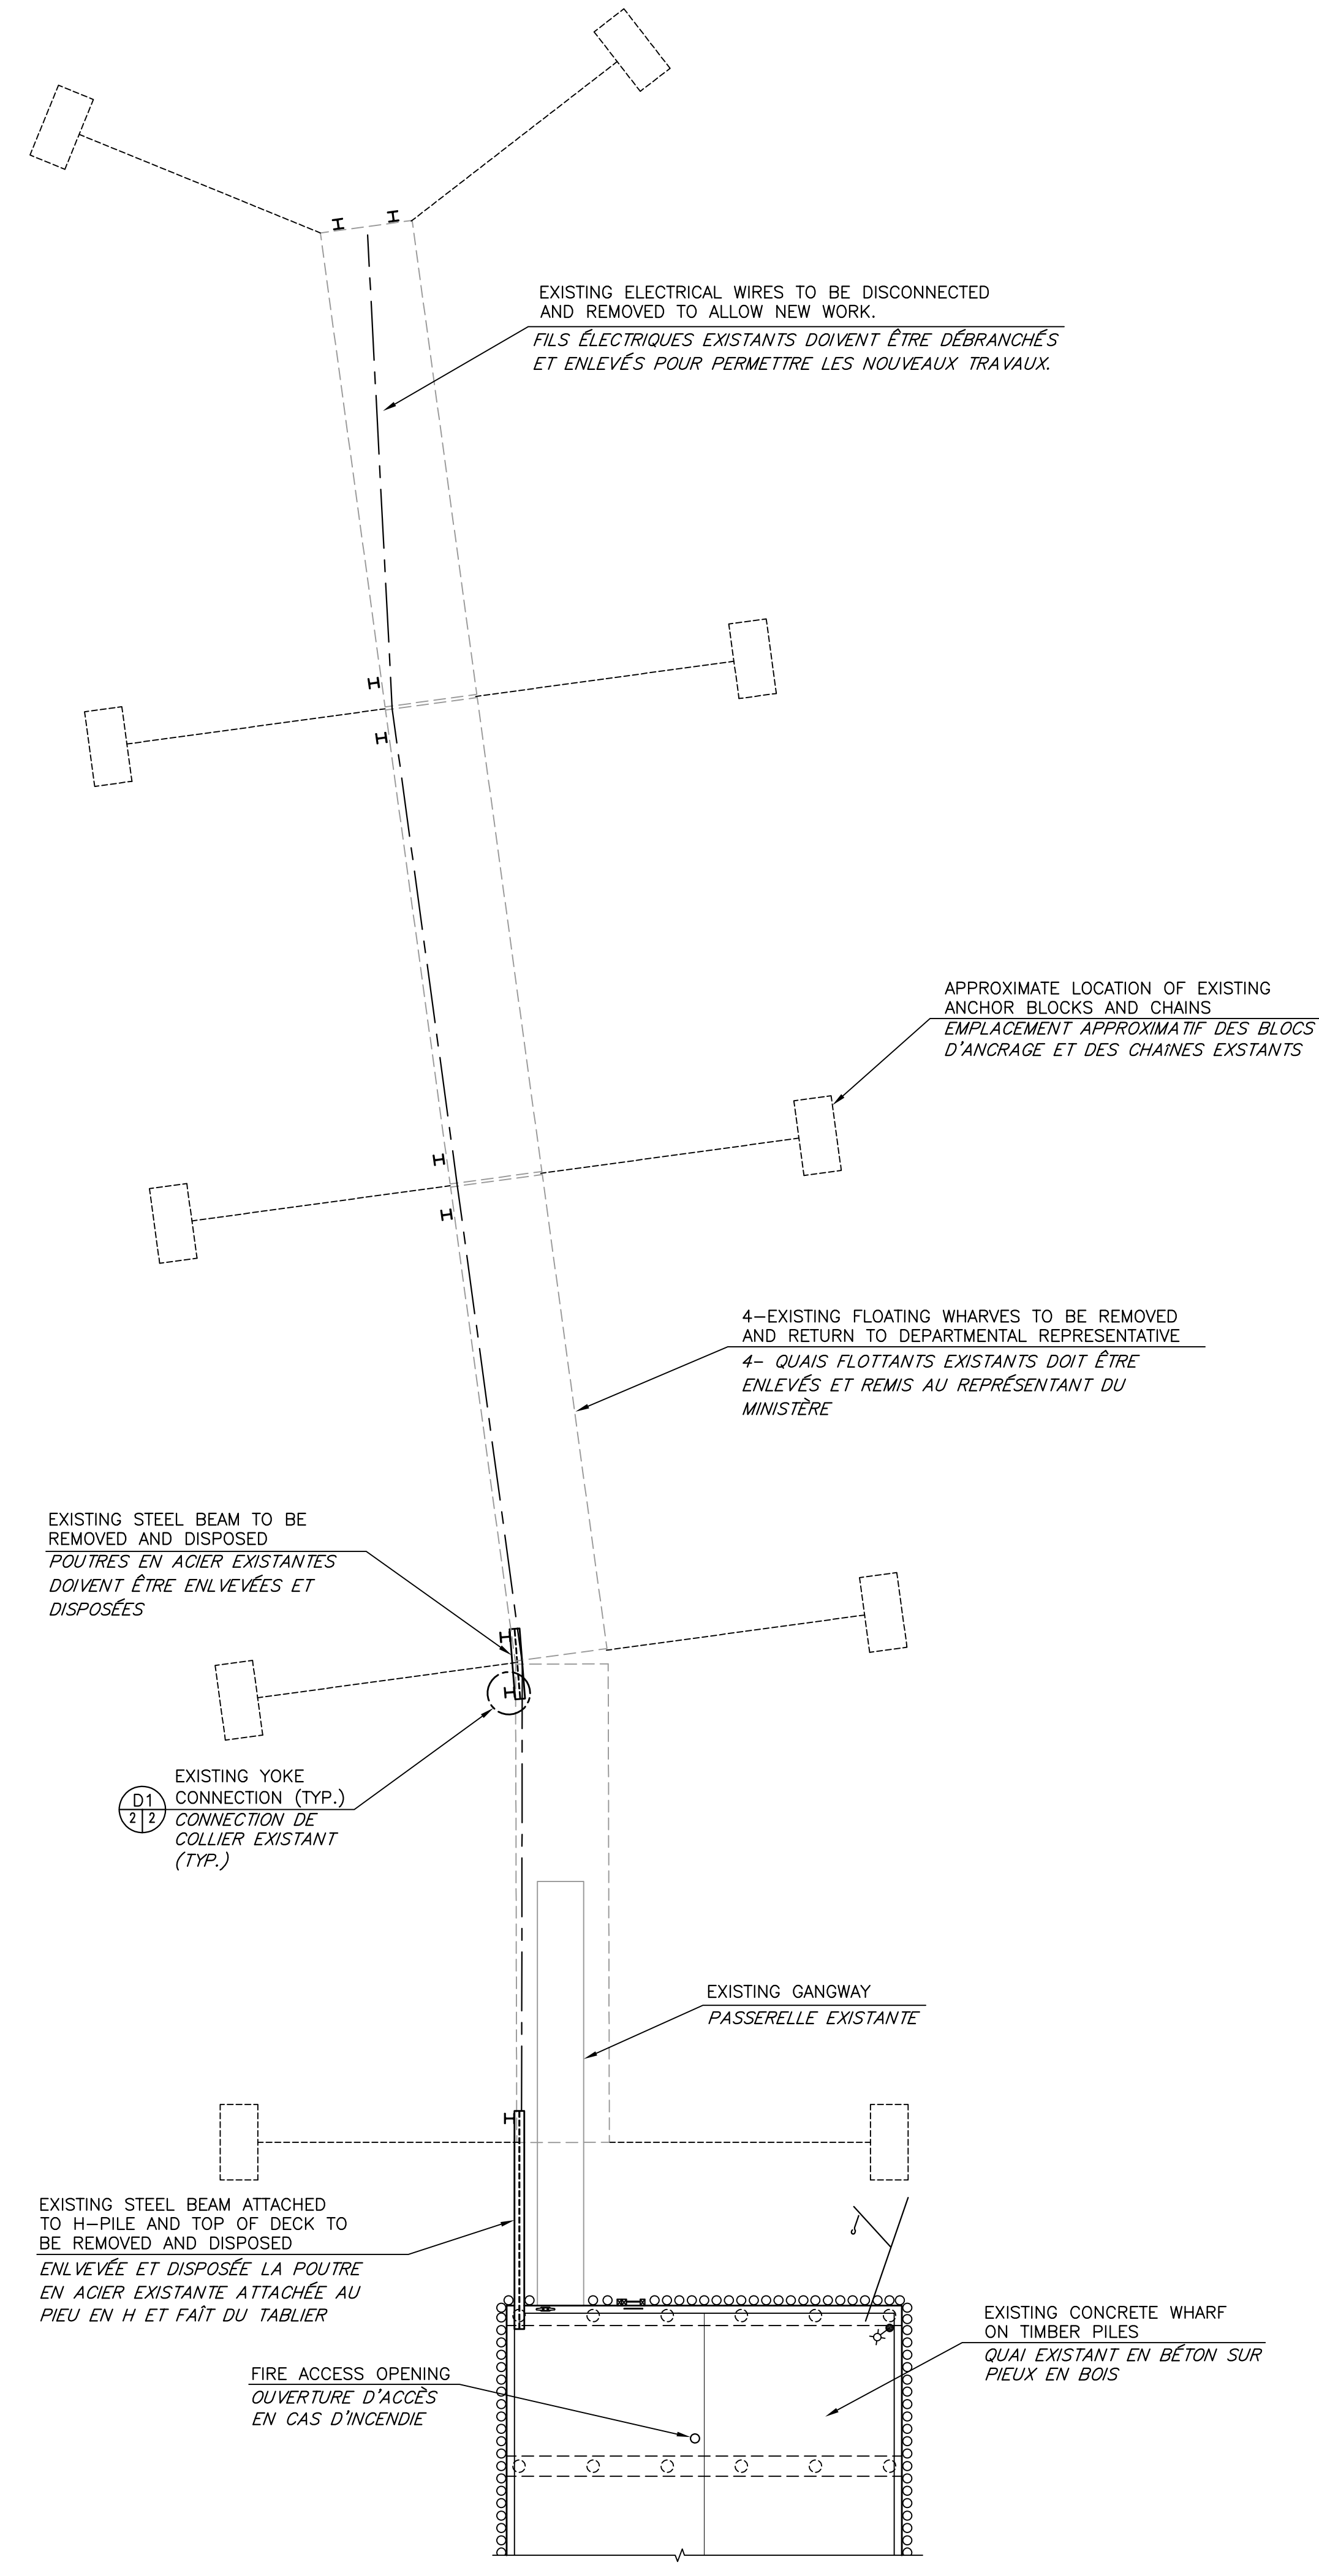 EXISTING ELECTRICAL WIRES TO BE DISCONNECTED
AND REMOVED TO ALLOW NEW WORK.
FILS ÉLECTRIQUES EXISTANTS DOIVENT ÊTRE DÉBRANCHÉS
ET ENLEVÉS POUR PERMETTRE LES NOUVEAUX TRAVAUX.
APPROXIMATE LOCATION OF EXISTING
ANCHOR BLOCKS AND CHAINS
EMPLACEMENT APPROXIMATIF DES BLOCS
D'ANCRAGE ET DES CHAîNES EXSTANTS
4-EXISTING FLOATING WHARVES TO BE REMOVED
AND RETURN TO DEPARTMENTAL REPRESENTATIVE
4- QUAIS FLOTTANTS EXISTANTS DOIT ÊTRE
ENLEVÉS ET REMIS AU REPRÉSENTANT DU
MINISTÈRE
EXISTING STEEL BEAM TO BE
REMOVED AND DISPOSED
POUTRES EN ACIER EXISTANTES
DOIVENT ÊTRE ENLVEVÉES ET
DISPOSÉES
EXISTING YOKE
CONNECTION (TYP.)
CONNECTION DE
COLLIER EXISTANT
(TYP.)
D1
2 2
EXISTING GANGWAY
PASSERELLE EXISTANTE
EXISTING STEEL BEAM ATTACHED
TO H-PILE AND TOP OF DECK TO
BE REMOVED AND DISPOSED
ENLVEVÉE ET DISPOSÉE LA POUTRE
EN ACIER EXISTANTE ATTACHÉE AU
PIEU EN H ET FAÎT DU TABLIER
EXISTING CONCRETE WHARF
ON TIMBER PILES
QUAI EXISTANT EN BÉTON SUR
PIEUX EN BOIS
FIRE ACCESS OPENING
OUVERTURE D'ACCÈS
EN CAS D'INCENDIE